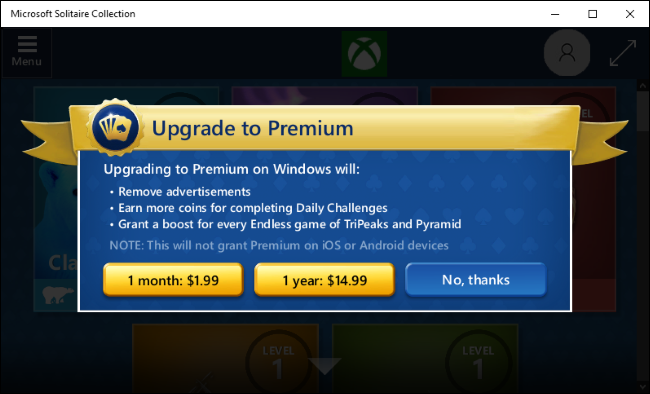 Microsoft Solitaire Collection
Menu
Upgrade to Premium
Upgrading to Premium on Windows will:
• Remove advertisements
• Earn more coins for completing Daily Challenges
• Grant a boost for every Endless game of TriPeaks and Pyramid
NOTE: This will not grant Premium on iOS or Android devices
1 month: $1.99
1 year: $14.99
No, thanks
LEVEL
1
LEVEL
1